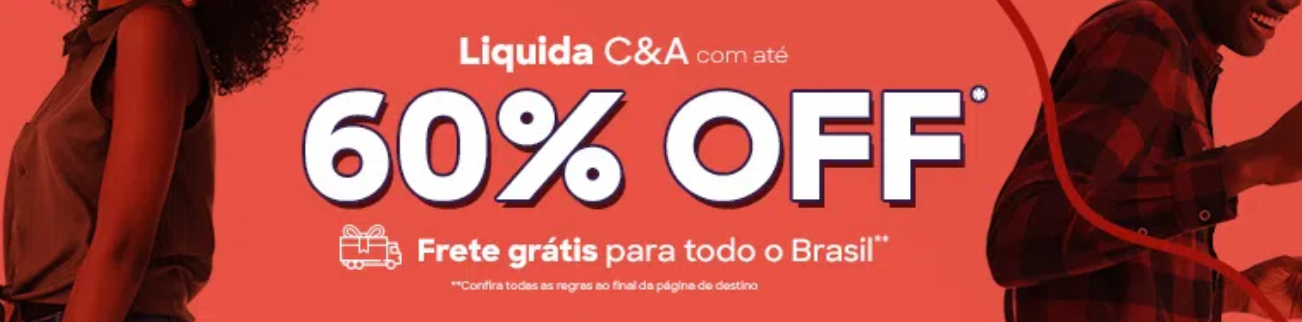 Liquida C&A com até
60% OFF*
Frete grátis para todo o Brasil**
**Confira todas as regras ao final da página de destino